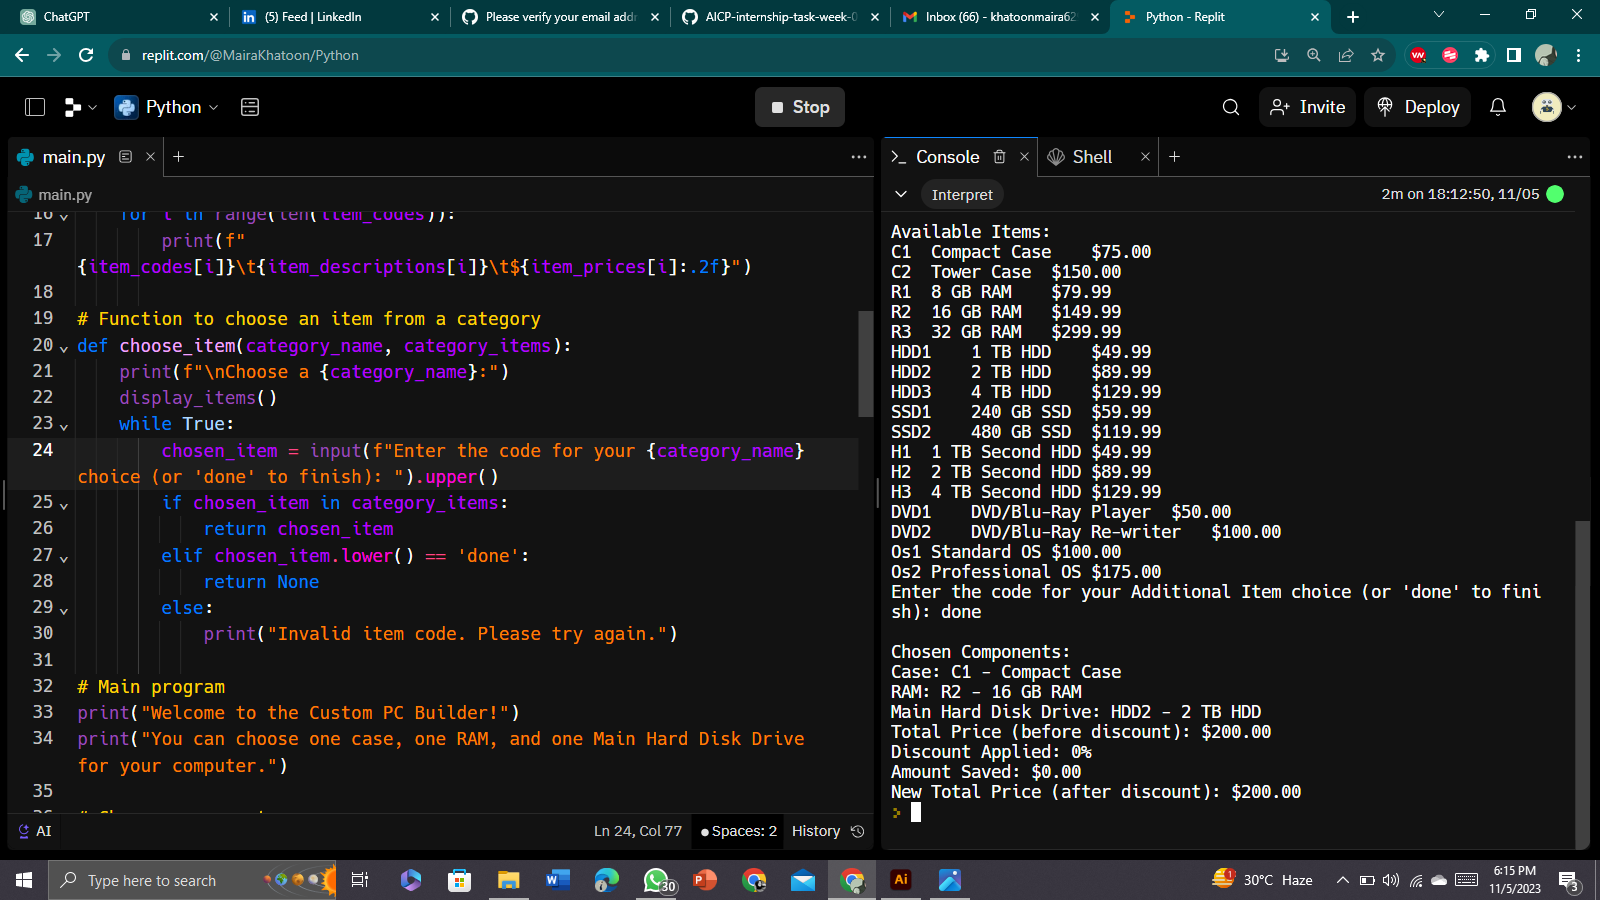 ChatGPT
(5) Feed | LinkedIn
Please verify your email addr
AICP-internship-task-week-0
Inbox (66) - khatoonmaira62
Python - Replit
replit.com/@MairaKhatoon/Python
Python
Stop
Invite
Deploy
main.py
main.py
16 for i in range(len(item_codes)):
17 print(f"
{item_codes[i]}\t{item_descriptions[i]}\t${item_prices[i]:.2f}")
18
19 # Function to choose an item from a category
20 def choose_item(category_name, category_items):
21 print(f"\nChoose a {category_name}:")
22 display_items()
23 while True:
24 chosen_item = input(f"Enter the code for your {category_name}
choice (or 'done' to finish): ").upper()
25 if chosen_item in category_items:
26 return chosen_item
27 elif chosen_item.lower() == 'done':
28 return None
29 else:
30 print("Invalid item code. Please try again.")
31
32 # Main program
33 print("Welcome to the Custom PC Builder!")
34 print("You can choose one case, one RAM, and one Main Hard Disk Drive
for your computer.")
35
AI
Ln 24, Col 77
Spaces: 2
History
Console
Shell
Interpret
2m on 18:12:50, 11/05
Available Items:
C1 Compact Case $75.00
C2 Tower Case $150.00
R1 8 GB RAM $79.99
R2 16 GB RAM $149.99
R3 32 GB RAM $299.99
HDD1 1 TB HDD $49.99
HDD2 2 TB HDD $89.99
HDD3 4 TB HDD $129.99
SSD1 240 GB SSD $59.99
SSD2 480 GB SSD $119.99
H1 1 TB Second HDD $49.99
H2 2 TB Second HDD $89.99
H3 4 TB Second HDD $129.99
DVD1 DVD/Blu-Ray Player $50.00
DVD2 DVD/Blu-Ray Re-writer $100.00
Os1 Standard OS $100.00
Os2 Professional OS $175.00
Enter the code for your Additional Item choice (or 'done' to fini
sh): done
Chosen Components:
Case: C1 - Compact Case
RAM: R2 - 16 GB RAM
Main Hard Disk Drive: HDD2 - 2 TB HDD
Total Price (before discount): $200.00
Discount Applied: 0%
Amount Saved: $0.00
New Total Price (after discount): $200.00
Type here to search
30
Ai
1
30°C Haze
6:15 PM
11/5/2023
3